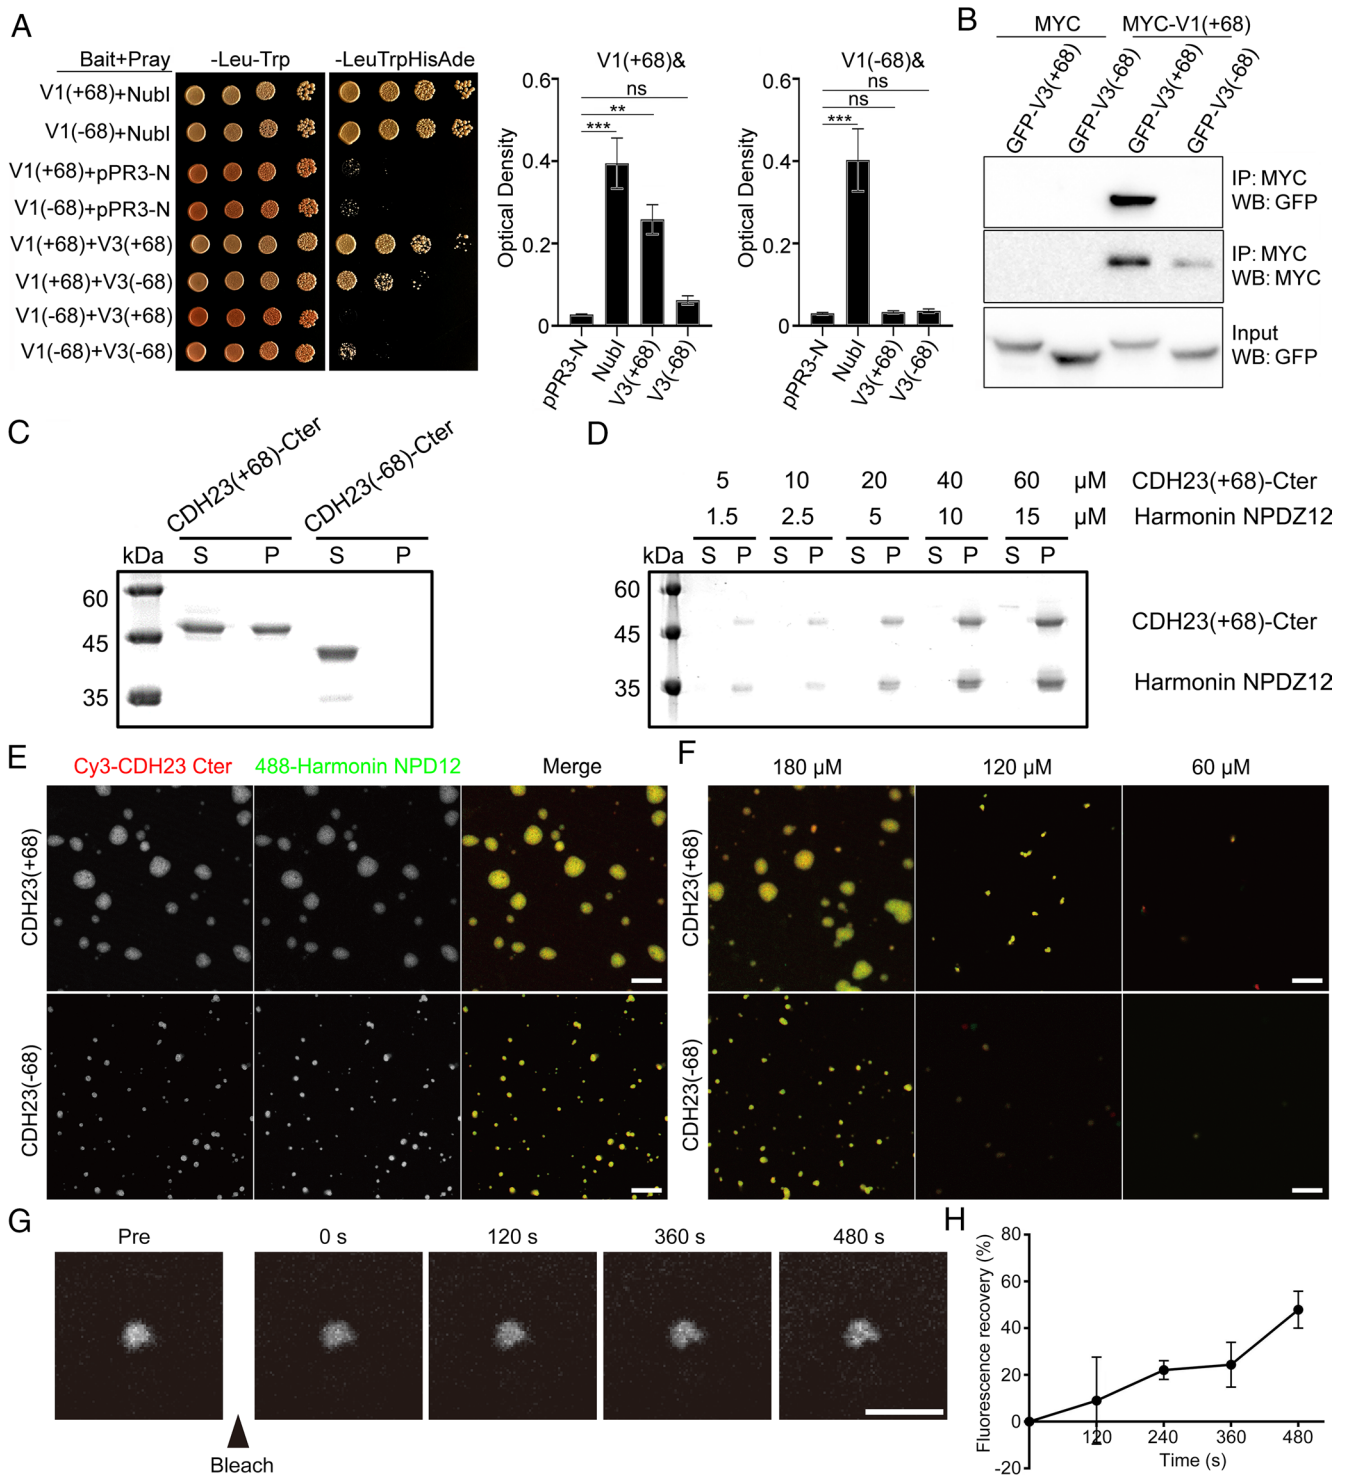 A
Bait+Pray
-Leu-Trp
-LeuTrpHisAde
V1(+68)+NubI
V1(-68)+NubI
V1(+68)+pPR3-N
V1(-68)+pPR3-N
V1(+68)+V3(+68)
V1(+68)+V3(-68)
V1(-68)+V3(+68)
V1(-68)+V3(-68)
V1(+68)&
Optical Density
0.6
0.4
0.2
0
ns
**
***
pPR3-N
NubI
V3(+68)
V3(-68)
V1(-68)&
Optical Density
0.6
0.4
0.2
0
ns
ns
***
pPR3-N
NubI
V3(+68)
V3(-68)
B
MYC
MYC-V1(+68)
GFP-V3(+68)
GFP-V3(-68)
GFP-V3(+68)
GFP-V3(-68)
IP: MYC
WB: GFP
IP: MYC
WB: MYC
Input
WB: GFP
C
CDH23(+68)-Cter
CDH23(-68)-Cter
kDa
S
P
S
P
60
45
35
D
5 10 20 40 60 µM CDH23(+68)-Cter
1.5 2.5 5 10 15 µM Harmonin NPDZ12
kDa S P S P S P S P S P
60
45
35
CDH23(+68)-Cter
Harmonin NPDZ12
E
Cy3-CDH23 Cter
488-Harmonin NPD12
Merge
CDH23(+68)
CDH23(-68)
F
180 µM
120 µM
60 µM
CDH23(+68)
CDH23(-68)
G
Pre
0 s
120 s
360 s
480 s
Bleach
H
Fluorescence recovery (%)
80
60
40
20
0
-20
120
240
360
480
Time (s)